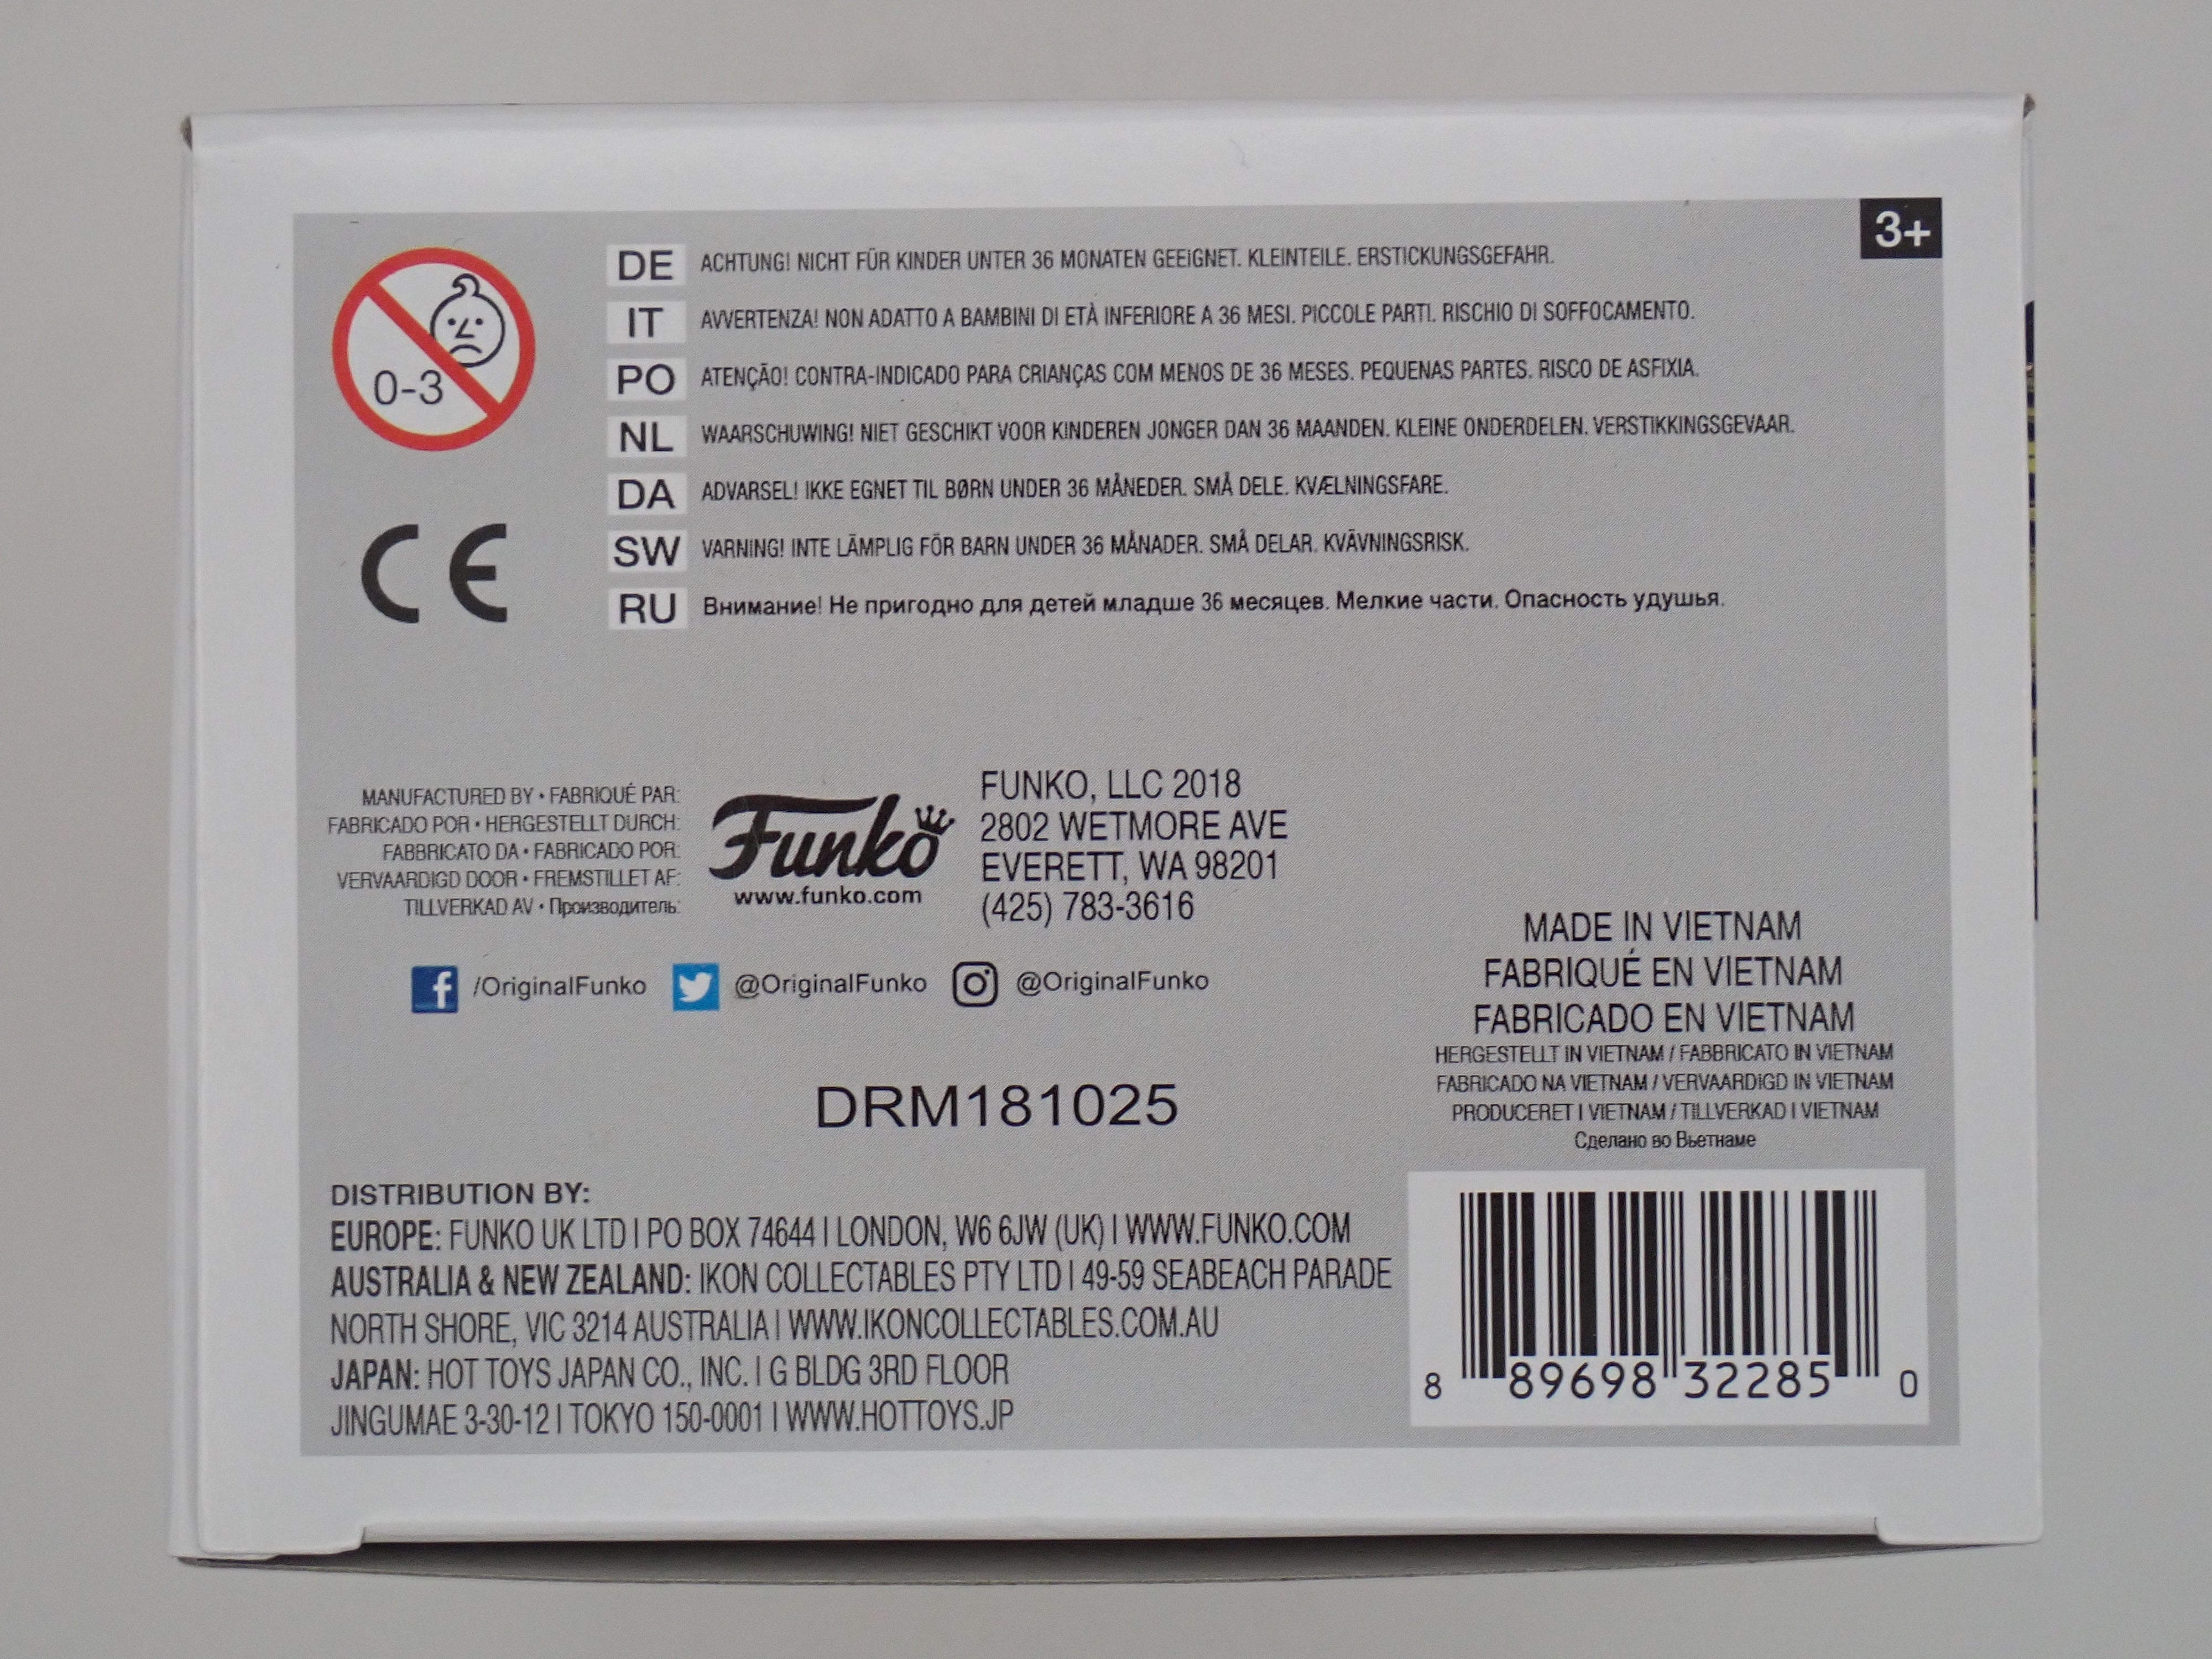 3+
0-3
CE
DE ACHTUNG! NICHT FÜR KINDER UNTER 36 MONATEN GEEIGNET. KLEINTEILE. ERSTICKUNGSGEFAHR.
IT AVVERTENZA! NON ADATTO A BAMBINI DI ETÀ INFERIORE A 36 MESI. PICCOLE PARTI. RISCHIO DI SOFFOCAMENTO.
PO ATENÇÃO! CONTRA-INDICADO PARA CRIANÇAS COM MENOS DE 36 MESES. PEQUENAS PARTES. RISCO DE ASFIXIA.
NL WAARSCHUWING! NIET GESCHIKT VOOR KINDEREN JONGER DAN 36 MAANDEN. KLEINE ONDERDELEN. VERSTIKKINGSGEVAAR.
DA ADVARSEL! IKKE EGNET TIL BØRN UNDER 36 MÅNEDER. SMÅ DELE. KVÆLNINGSFARE.
SW VARNING! INTE LÄMPLIG FÖR BARN UNDER 36 MÅNADER. SMÅ DELAR. KVÄVNINGSRISK.
RU Внимание! Не пригодно для детей младше 36 месяцев. Мелкие части. Опасность удушья.
MANUFACTURED BY • FABRIQUÉ PAR:
FABRICADO POR • HERGESTELLT DURCH:
FABBRICATO DA • FABRICADO POR:
VERVAARDIGD DOOR • FREMSTILLET AF:
TILLVERKAD AV • Производитель:
Funko
www.funko.com
FUNKO, LLC 2018
2802 WETMORE AVE
EVERETT, WA 98201
(425) 783-3616
/OriginalFunko @OriginalFunko @OriginalFunko
MADE IN VIETNAM
FABRIQUÉ EN VIETNAM
FABRICADO EN VIETNAM
HERGESTELLT IN VIETNAM / FABBRICATO IN VIETNAM
FABRICADO NA VIETNAM / VERVAARDIGD IN VIETNAM
PRODUCERET I VIETNAM / TILLVERKAD I VIETNAM
Сделано во Вьетнаме
DRM181025
DISTRIBUTION BY:
EUROPE: FUNKO UK LTD | PO BOX 74644 | LONDON, W6 6JW (UK) | WWW.FUNKO.COM
AUSTRALIA & NEW ZEALAND: IKON COLLECTABLES PTY LTD | 49-59 SEABEACH PARADE
NORTH SHORE, VIC 3214 AUSTRALIA | WWW.IKONCOLLECTABLES.COM.AU
JAPAN: HOT TOYS JAPAN CO., INC. | G BLDG 3RD FLOOR
JINGUMAE 3-30-12 | TOKYO 150-0001 | WWW.HOTTOYS.JP
8 89698 32285 0